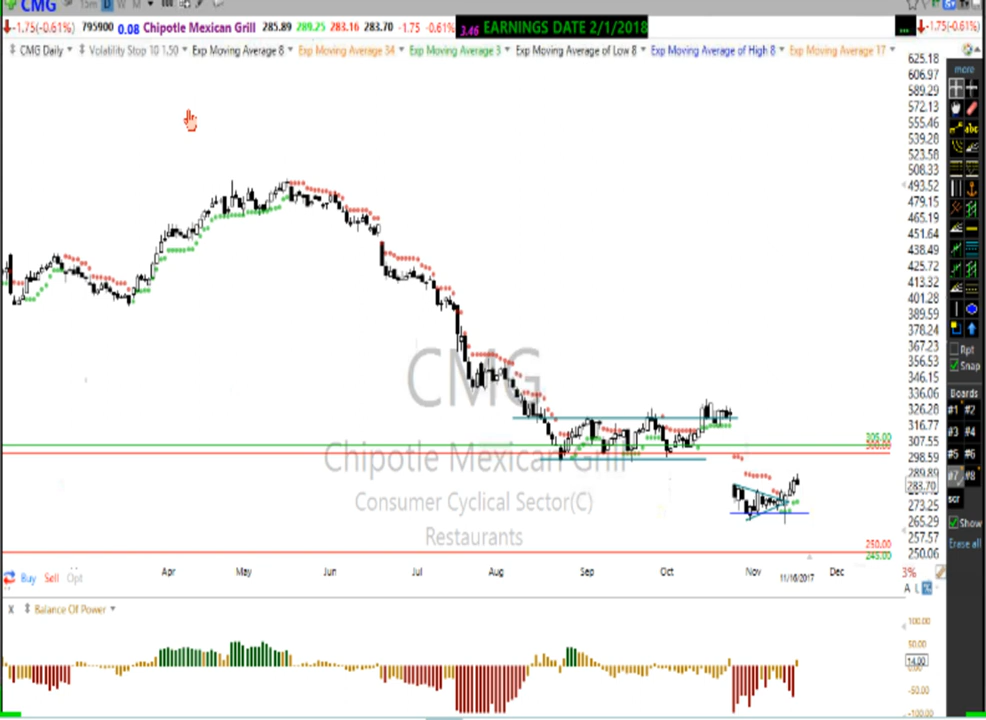 CMG 15m D W M
-1.75(-0.61%) 795900 0.08 Chipotle Mexican Grill 285.89 289.25 283.16 283.70 -1.75 -0.61% 3.46 EARNINGS DATE 2/1/2018 ... -1.75(-0.61%)
CMG Daily Volatility Stop 10 1.50 Exp Moving Average 8 Exp Moving Average 34 Exp Moving Average 3 Exp Moving Average of Low 8 Exp Moving Average of High 8 Exp Moving Average 17
625.18
606.97
589.29
572.13
555.46
539.28
523.58
508.33
493.52
479.15
465.19
451.64
438.49
425.72
413.32
401.28
389.59
378.24
367.23
356.53
346.15
336.06
326.28
316.77
307.55
298.59
289.89
283.70
273.25
265.29
257.57
250.06
more
abc
Rpt
Snap
Boards
#1 #2
#3 #4
#5 #6
#7 #8
scr
Show
Erase all
CMG
Chipotle Mexican Grill
Consumer Cyclical Sector(C)
Restaurants
305.00
250.00
245.00
Buy Sell Opt
Apr May Jun Jul Aug Sep Oct Nov 11/16/2017 Dec
3%
A L %
X Balance Of Power
100.00
50.00
14.00
-50.00
-100.00